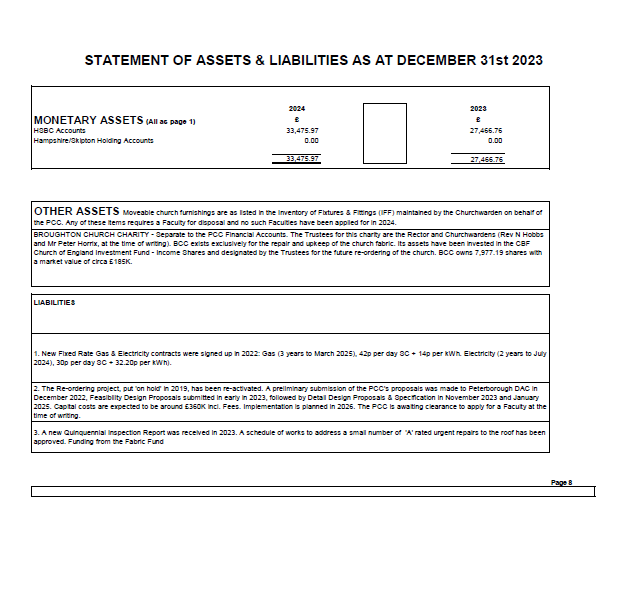 STATEMENT OF ASSETS & LIABILITIES AS AT DECEMBER 31st 2023
2024 2023
MONETARY ASSETS (All as page 1) £ £
HSBC Accounts 33,475.97 27,466.76
Hampshire/Skipton Holding Accounts 0.00 0.00
33,475.97 27,466.76
OTHER ASSETS Moveable church furnishings are as listed in the Inventory of Fixtures & Fittings (IFF) maintained by the Churchwarden on behalf of
the PCC. Any of these items requires a Faculty for disposal and no such Faculties have been applied for in 2024.
BROUGHTON CHURCH CHARITY - Separate to the PCC Financial Accounts. The Trustees for this charity are the Rector and Churchwardens (Rev N Hobbs
and Mr Peter Horrix, at the time of writing). BCC exists exclusively for the repair and upkeep of the church fabric. Its assets have been invested in the CBF
Church of England Investment Fund - Income Shares and designated by the Trustees for the future re-ordering of the church. BCC owns 7,977.19 shares with
a market value of circa £185K.
LIABILITIES
1. New Fixed Rate Gas & Electricity contracts were signed up in 2022: Gas (3 years to March 2025), 42p per day SC + 14p per kWh. Electricity (2 years to July
2024), 30p per day SC + 32.20p per kWh).
2. The Re-ordering project, put 'on hold' in 2019, has been re-activated. A preliminary submission of the PCC's proposals was made to Peterborough DAC in
December 2022, Feasibility Design Proposals submitted in early in 2023, followed by Detail Design Proposals & Specification in November 2023 and January
2025. Capital costs are expected to be around £360K incl. Fees. Implementation is planned in 2025. The PCC is awaiting clearance to apply for a Faculty at the
time of writing.
3. A new Quinquennial Inspection Report was received in 2023. A schedule of works to address a small number of 'A' rated urgent repairs to the roof has been
approved. Funding from the Fabric Fund
Page 8